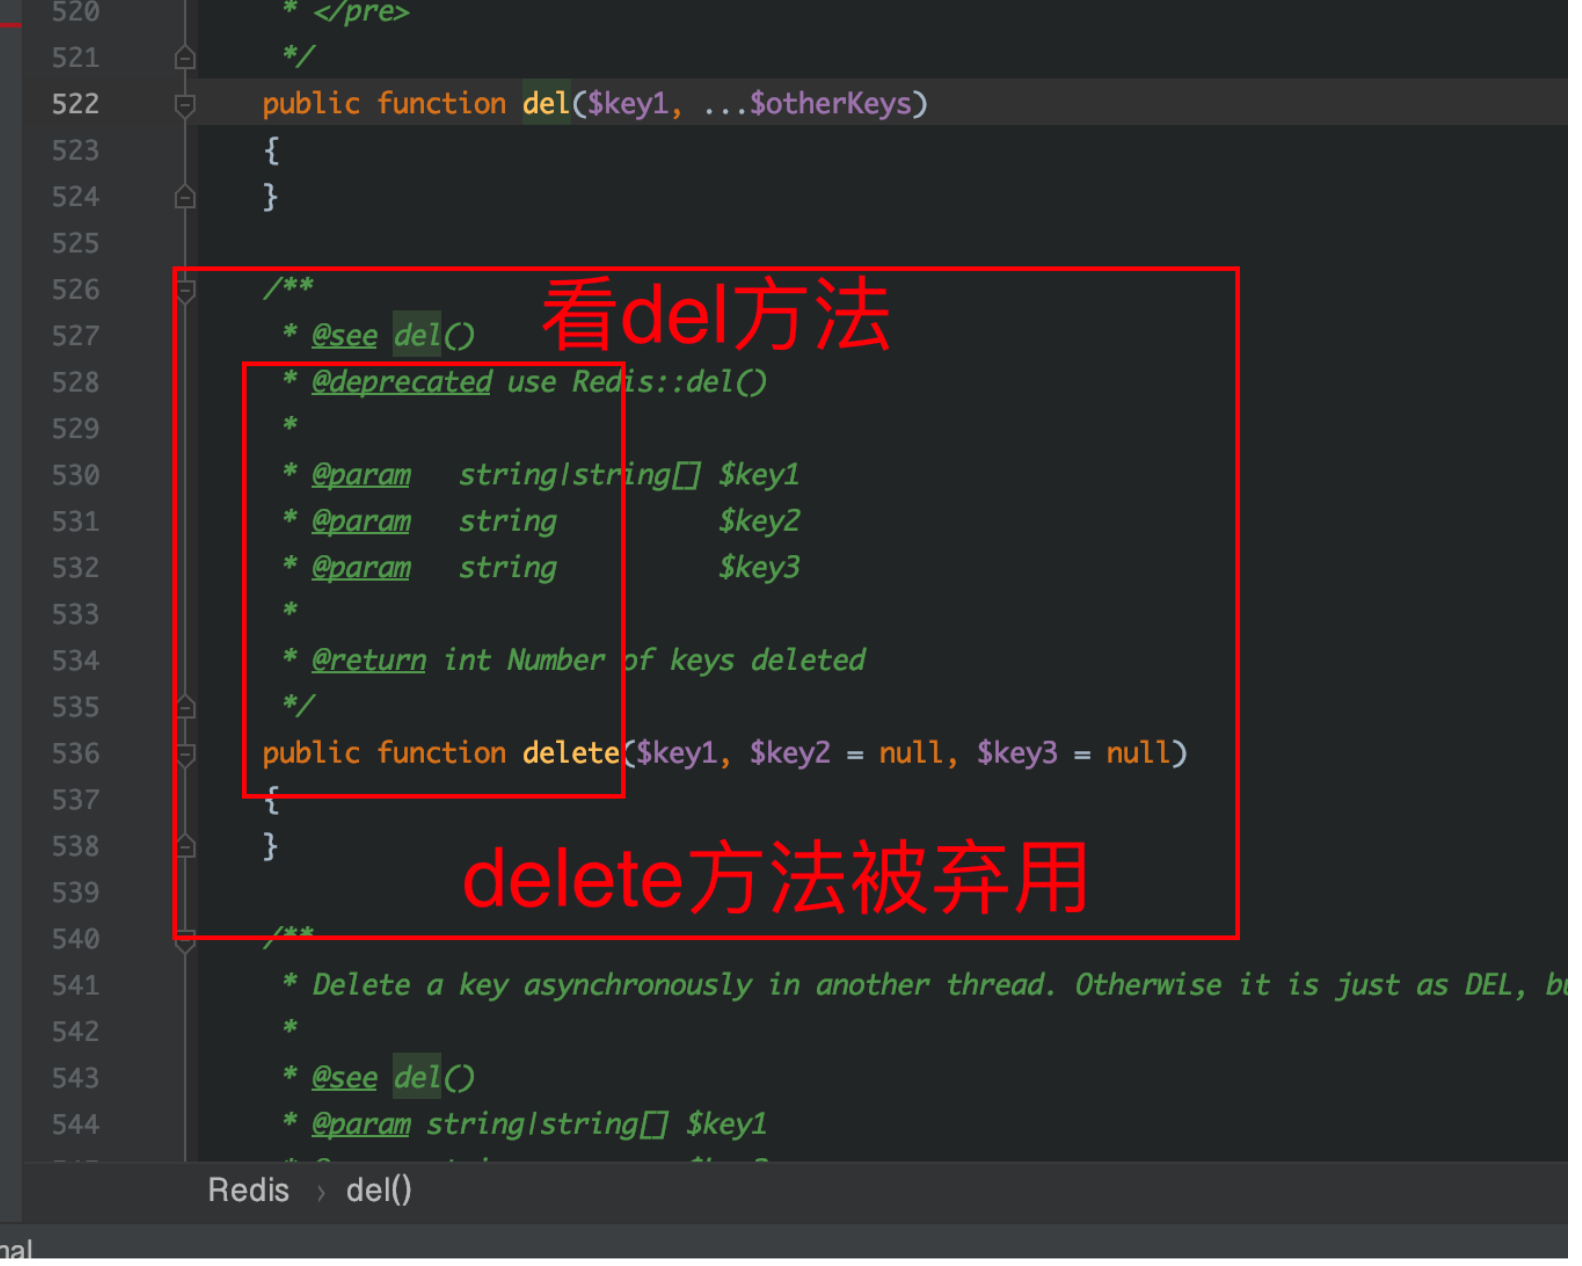 520 * </pre>
521 */
522 public function del($key1, ...$otherKeys)
523 {
524 }
525
526 /**
看del方法
527 * @see del()
528 * @deprecated use Redis::del()
529 *
530 * @param string|string[] $key1
531 * @param string $key2
532 * @param string $key3
533 *
534 * @return int Number of keys deleted
535 */
536 public function delete($key1, $key2 = null, $key3 = null)
537 {
538 }
delete方法被弃用
539
540 /**
541 * Delete a key asynchronously in another thread. Otherwise it is just as DEL, bu
542 *
543 * @see del()
544 * @param string|string[] $key1
Redis › del()
nal